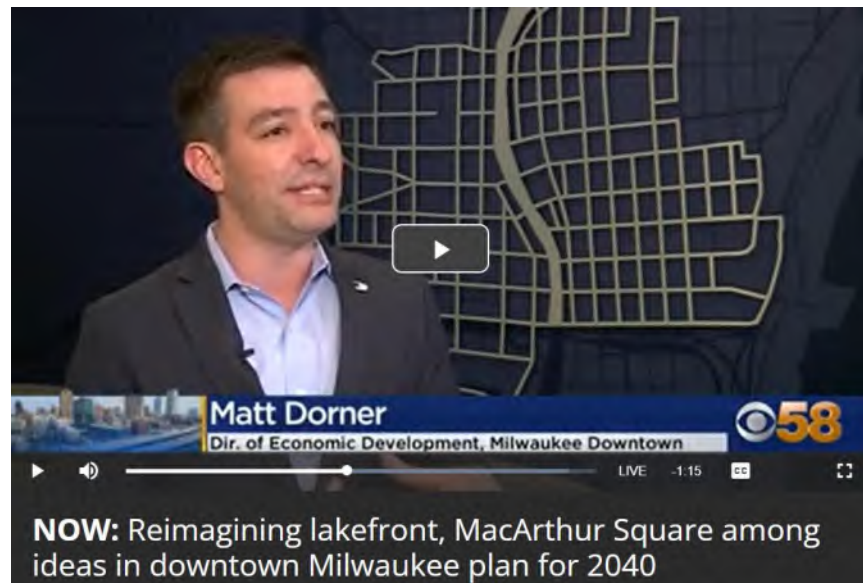 Matt Dorner
Dir. of Economic Development, Milwaukee Downtown
58
LIVE -1:15 CC
NOW: Reimagining lakefront, MacArthur Square among
ideas in downtown Milwaukee plan for 2040